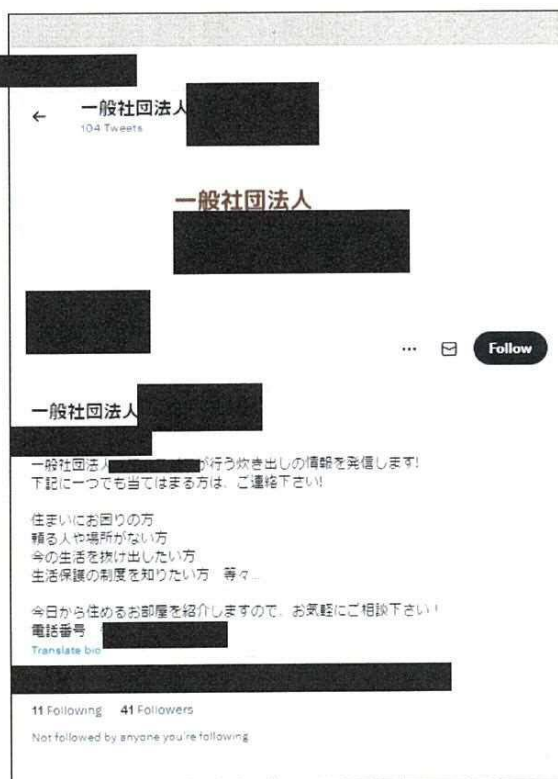 一般社団法人
104 Tweets
一般社団法人
Follow
一般社団法人
一般社団法人 が行う炊き出しの情報を発信します!
下記に一つでも当てはまる方は、ご連絡下さい!
住まいにお困りの方
頼る人や場所がない方
今の生活を抜け出したい方
生活保護の制度を知りたい方 等々...
今日から住めるお部屋を紹介しますので、お気軽にご相談下さい!
電話番号
Translate bio
11 Following 41 Followers
Not followed by anyone you're following